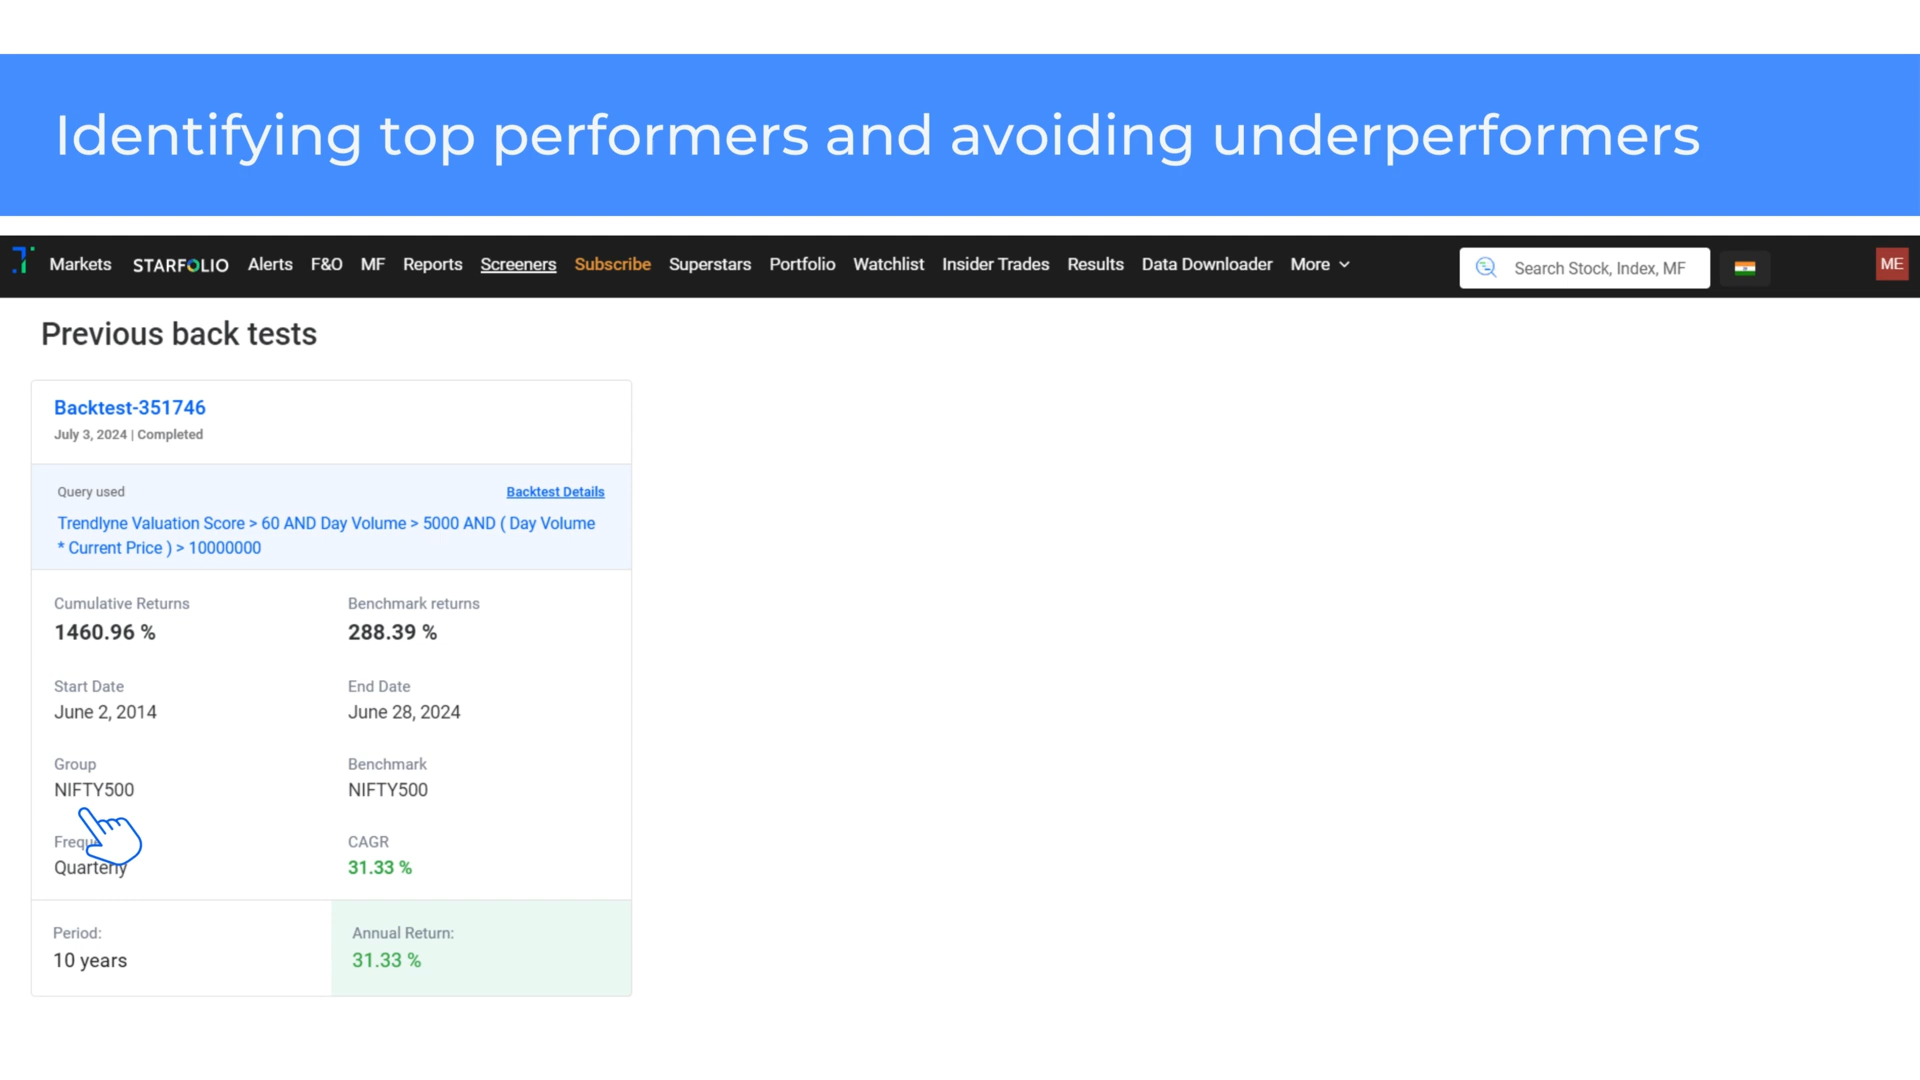 Identifying top performers and avoiding underperformers
Markets STARFOLIO Alerts F&O MF Reports Screeners Subscribe Superstars Portfolio Watchlist Insider Trades Results Data Downloader More Search Stock, Index, MF ME
Previous back tests
Backtest-351746
July 3, 2024 | Completed
Query used Backtest Details
Trendlyne Valuation Score > 60 AND Day Volume > 5000 AND ( Day Volume
* Current Price ) > 10000000
Cumulative Returns Benchmark returns
1460.96 % 288.39 %
Start Date End Date
June 2, 2014 June 28, 2024
Group Benchmark
NIFTY500 NIFTY500
CAGR
Quarterly 31.33 %
Period: Annual Return:
10 years 31.33 %